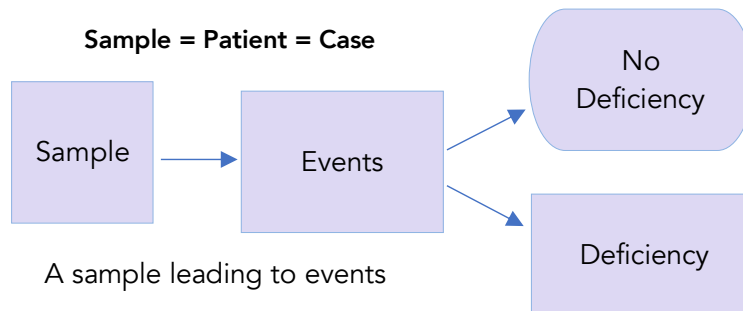 Sample = Patient = Case
No
Deficiency
Sample
Events
Deficiency
A sample leading to events